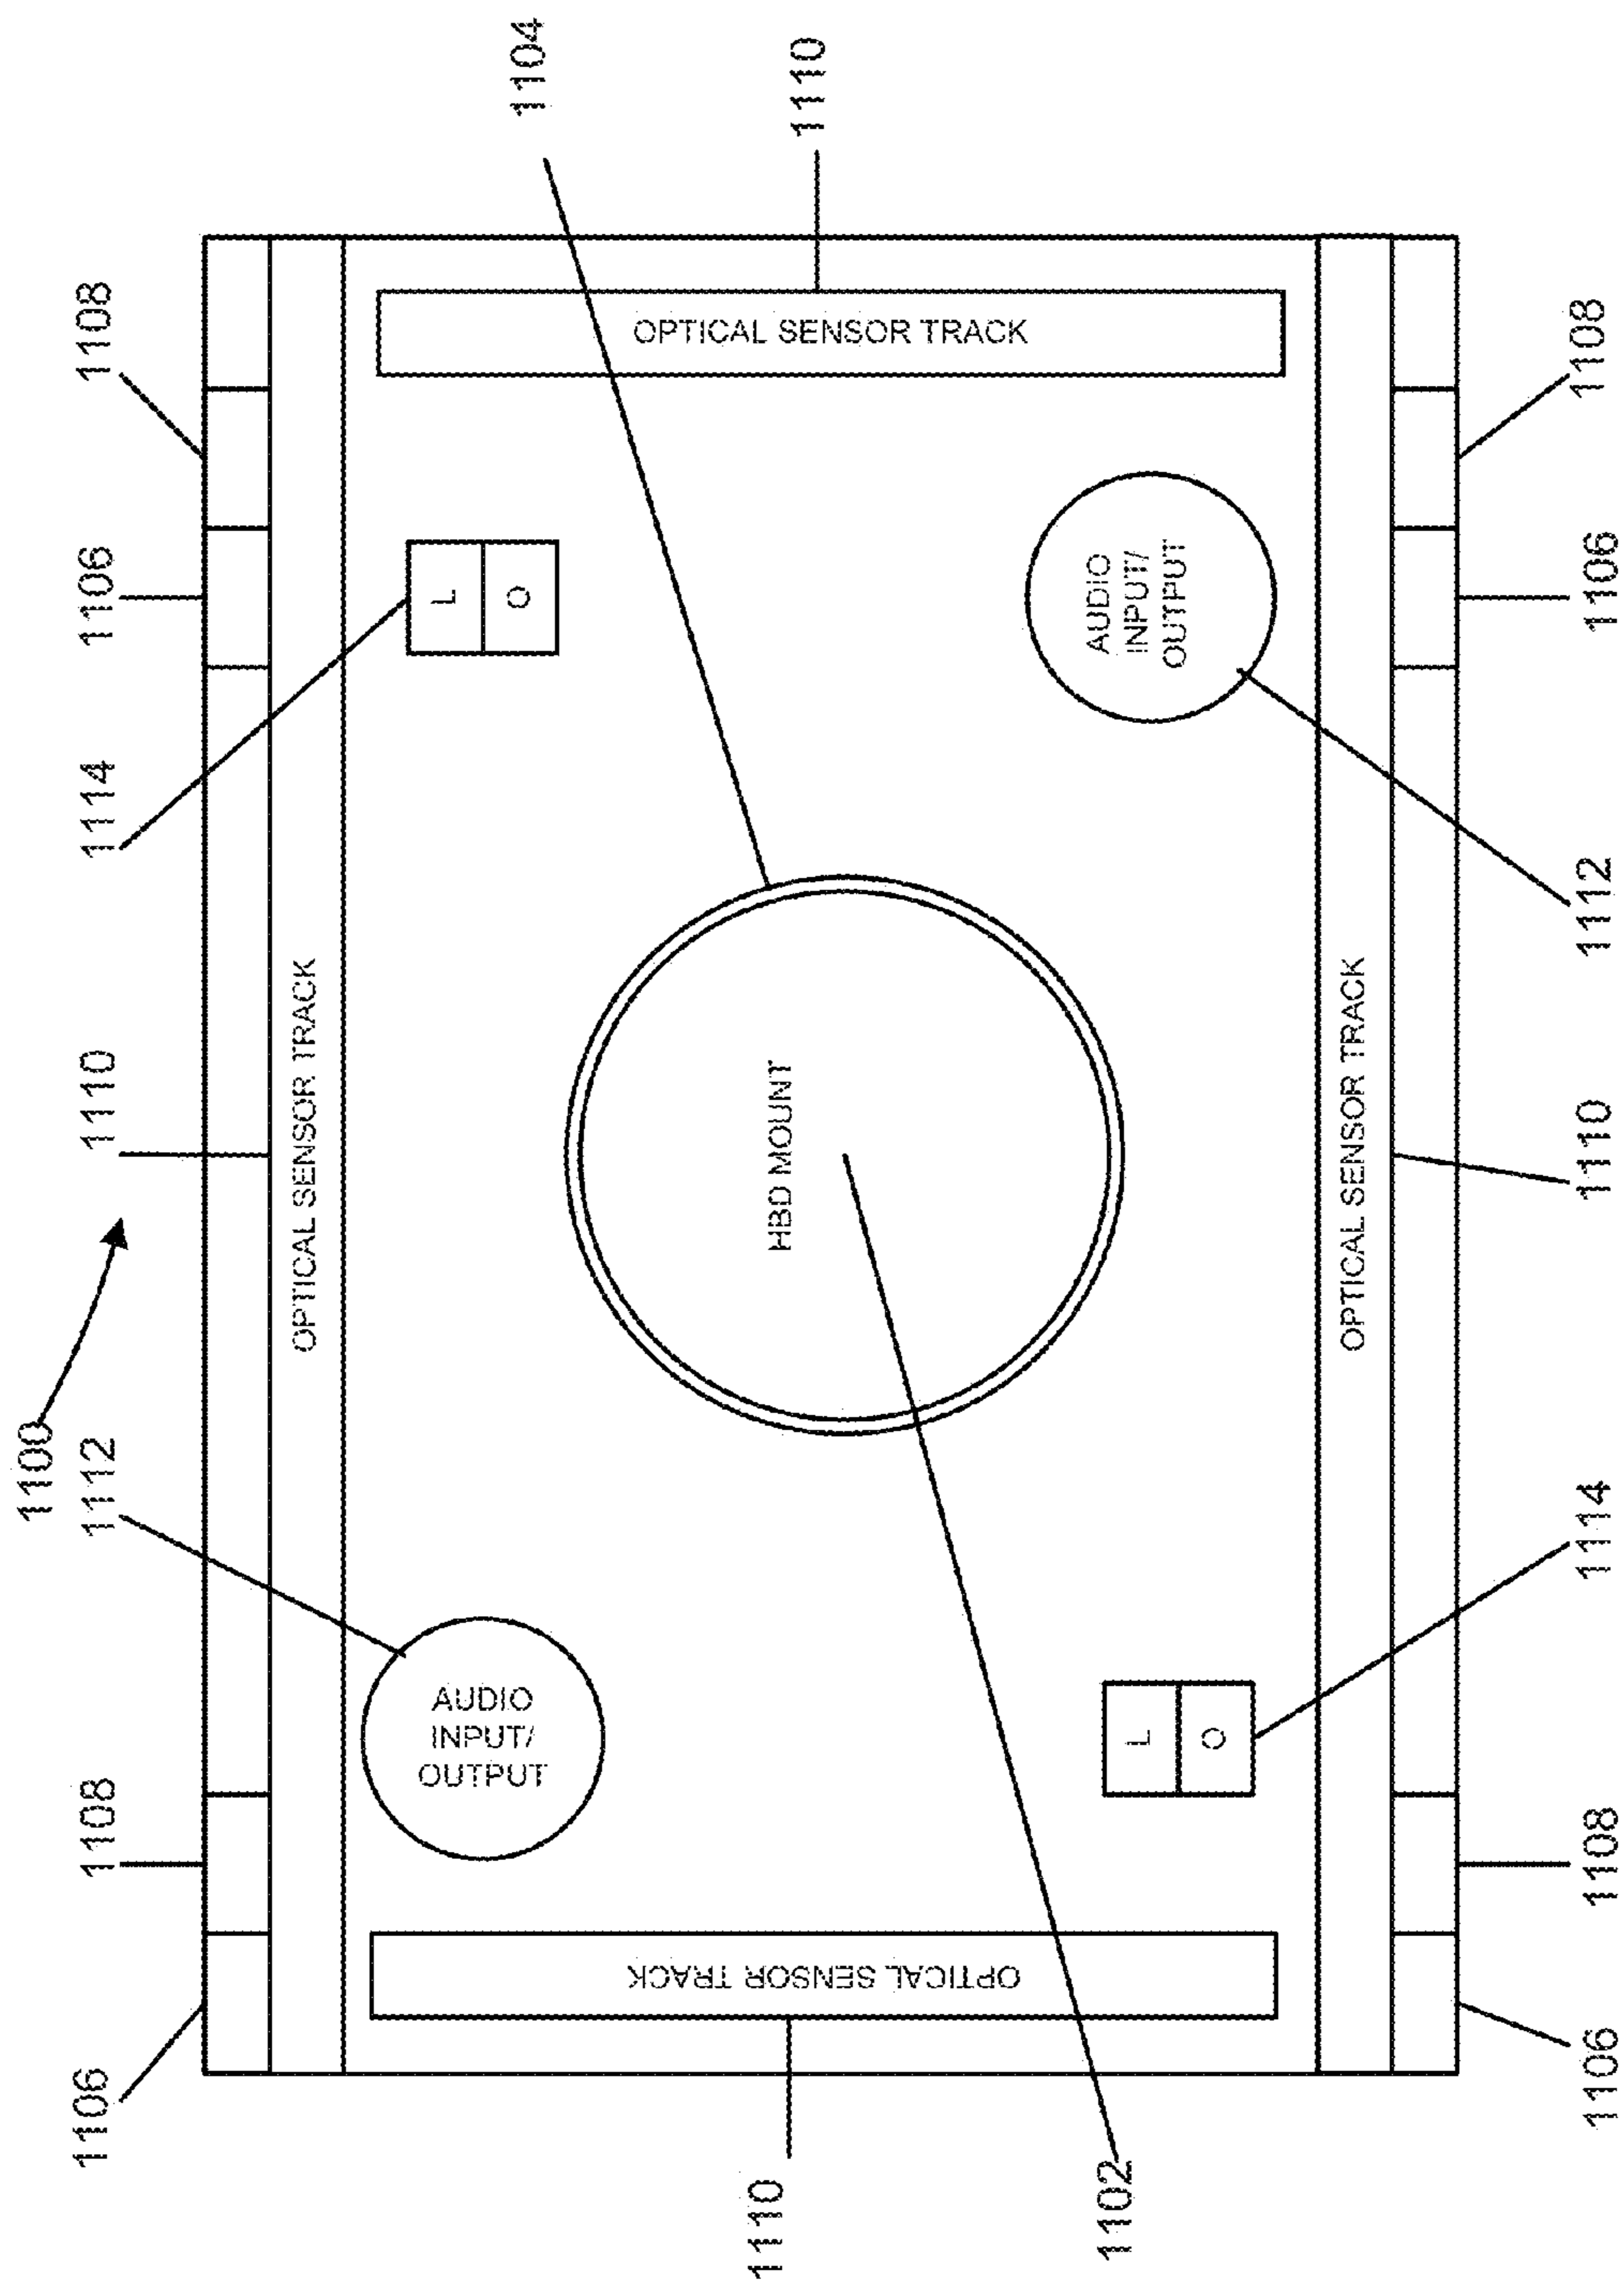 1100
1106
1108
1112
1110
1114
1106
1108
OPTICAL SENSOR TRACK
AUDIO
INPUT/
OUTPUT
L
O
1104
1110
OPTICAL SENSOR TRACK
HBD MOUNT
OPTICAL SENSOR TRACK
1110
1102
L
O
AUDIO
INPUT/
OUTPUT
OPTICAL SENSOR TRACK
1106
1108
1114
1110
1112
1106
1108